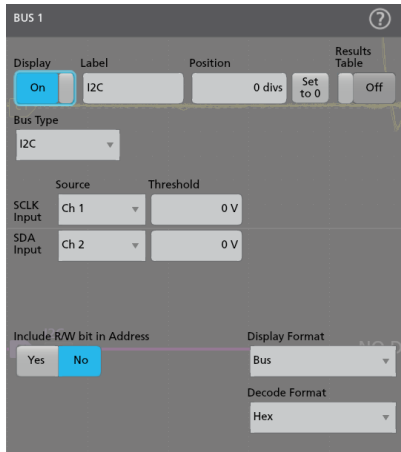 BUS 1
?
Display Label Position Results Table
On I2C 0 divs Set to 0 Off
Bus Type
I2C
Source Threshold
SCLK Input Ch 1 0 V
SDA Input Ch 2 0 V
Include R/W bit in Address Display Format
Yes No Bus
Decode Format
Hex